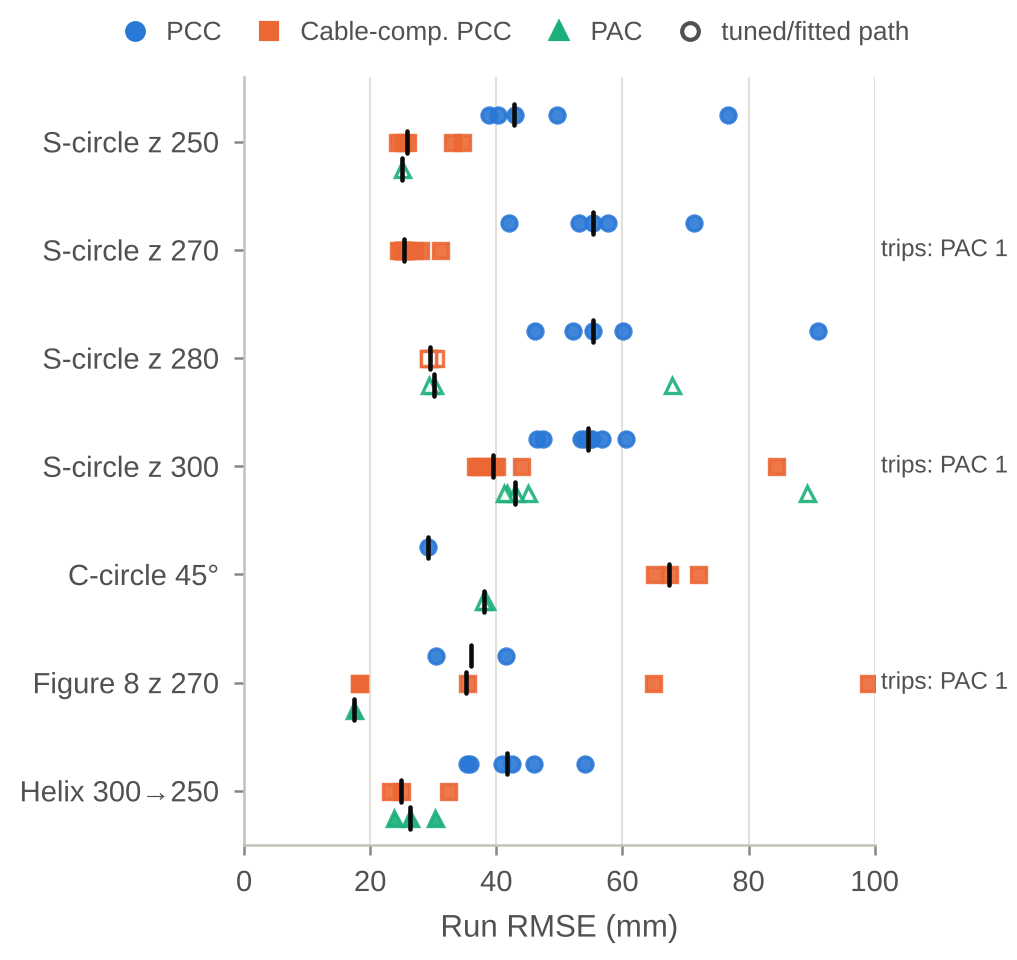 PCC Cable-comp. PCC PAC tuned/fitted path
S-circle z 250
S-circle z 270 trips: PAC 1
S-circle z 280
S-circle z 300 trips: PAC 1
C-circle 45°
Figure 8 z 270 trips: PAC 1
Helix 300→250
0 20 40 60 80 100
Run RMSE (mm)